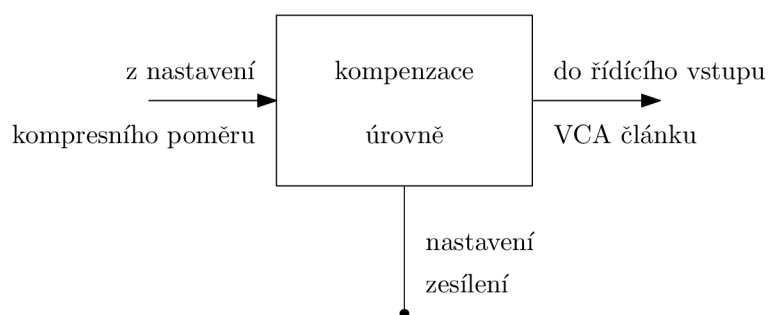 z nastavení
kompresního poměru
kompenzace
úrovně
do řídícího vstupu
VCA článku
nastavení
zesílení